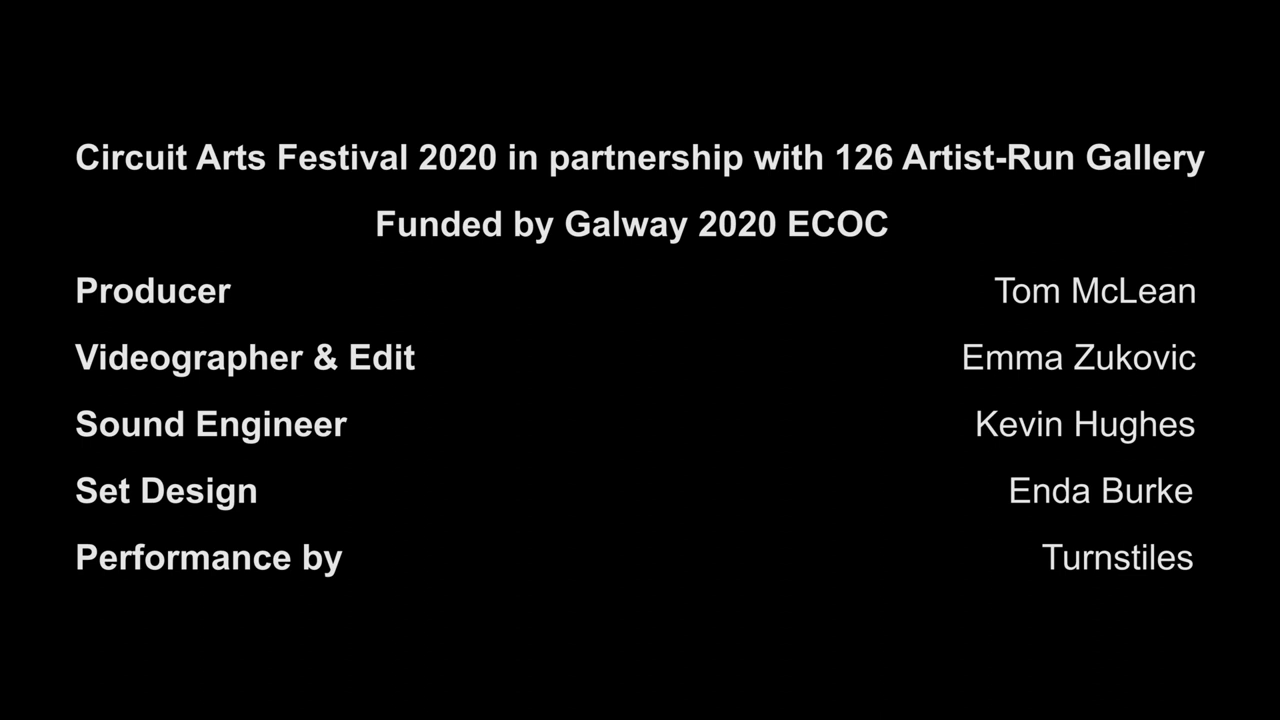 Circuit Arts Festival 2020 in partnership with 126 Artist-Run Gallery
Funded by Galway 2020 ECOC
Producer Tom McLean
Videographer & Edit Emma Zukovic
Sound Engineer Kevin Hughes
Set Design Enda Burke
Performance by Turnstiles